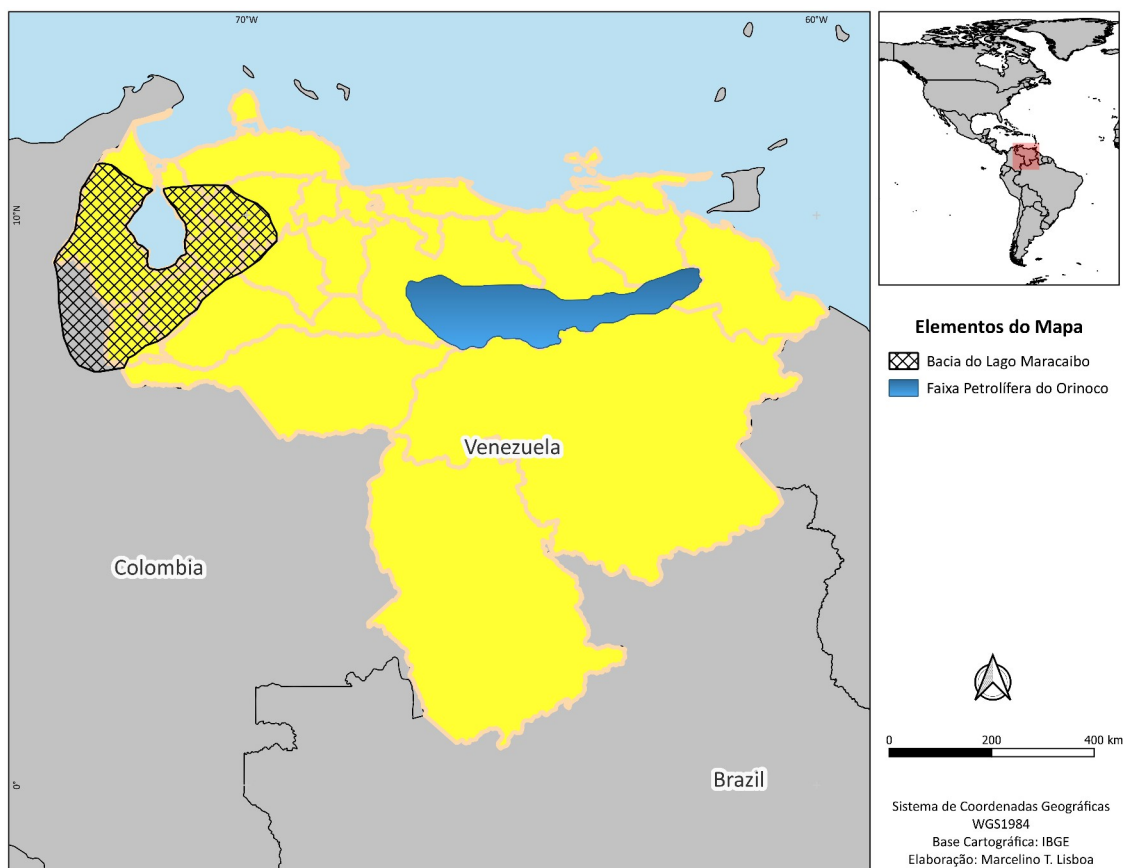 70°W
60°W
10°N
0°
Venezuela
Colombia
Brazil
Elementos do Mapa
Bacia do Lago Maracaibo
Faixa Petrolífera do Orinoco
0 200 400 km
Sistema de Coordenadas Geográficas
WGS1984
Base Cartográfica: IBGE
Elaboração: Marcelino T. Lisboa